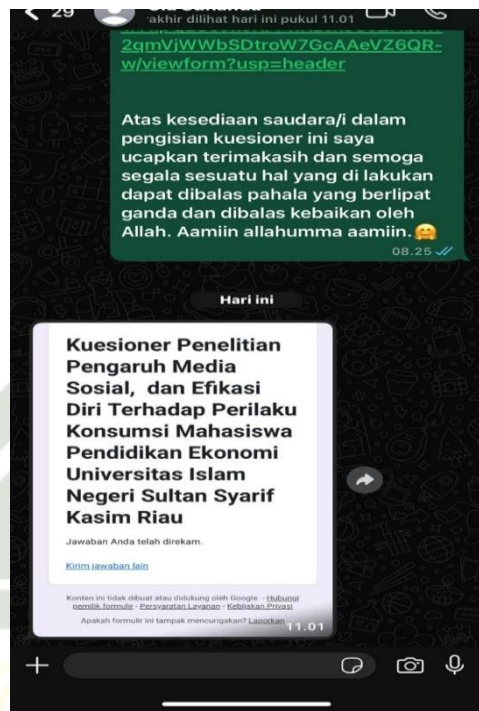 29
akhir dilihat hari ini pukul 11.01
2qmVjWWbSDtroW7GcAAeVZ6QR-
w/viewform?usp=header
Atas kesediaan saudara/i dalam
pengisian kuesioner ini saya
ucapkan terimakasih dan semoga
segala sesuatu hal yang di lakukan
dapat dibalas pahala yang berlipat
ganda dan dibalas kebaikan oleh
Allah. Aamiin allahumma aamiin.🤗
08.25
Hari ini
Kuesioner Penelitian
Pengaruh Media
Sosial, dan Efikasi
Diri Terhadap Perilaku
Konsumsi Mahasiswa
Pendidikan Ekonomi
Universitas Islam
Negeri Sultan Syarif
Kasim Riau
Jawaban Anda telah direkam.
Kirim jawaban lain
Konten ini tidak dibuat atau didukung oleh Google. - Hubungi
pemilik formulir - Persyaratan Layanan - Kebijakan Privasi
Apakah formulir ini tampak mencurigakan? Laporkan
11.01